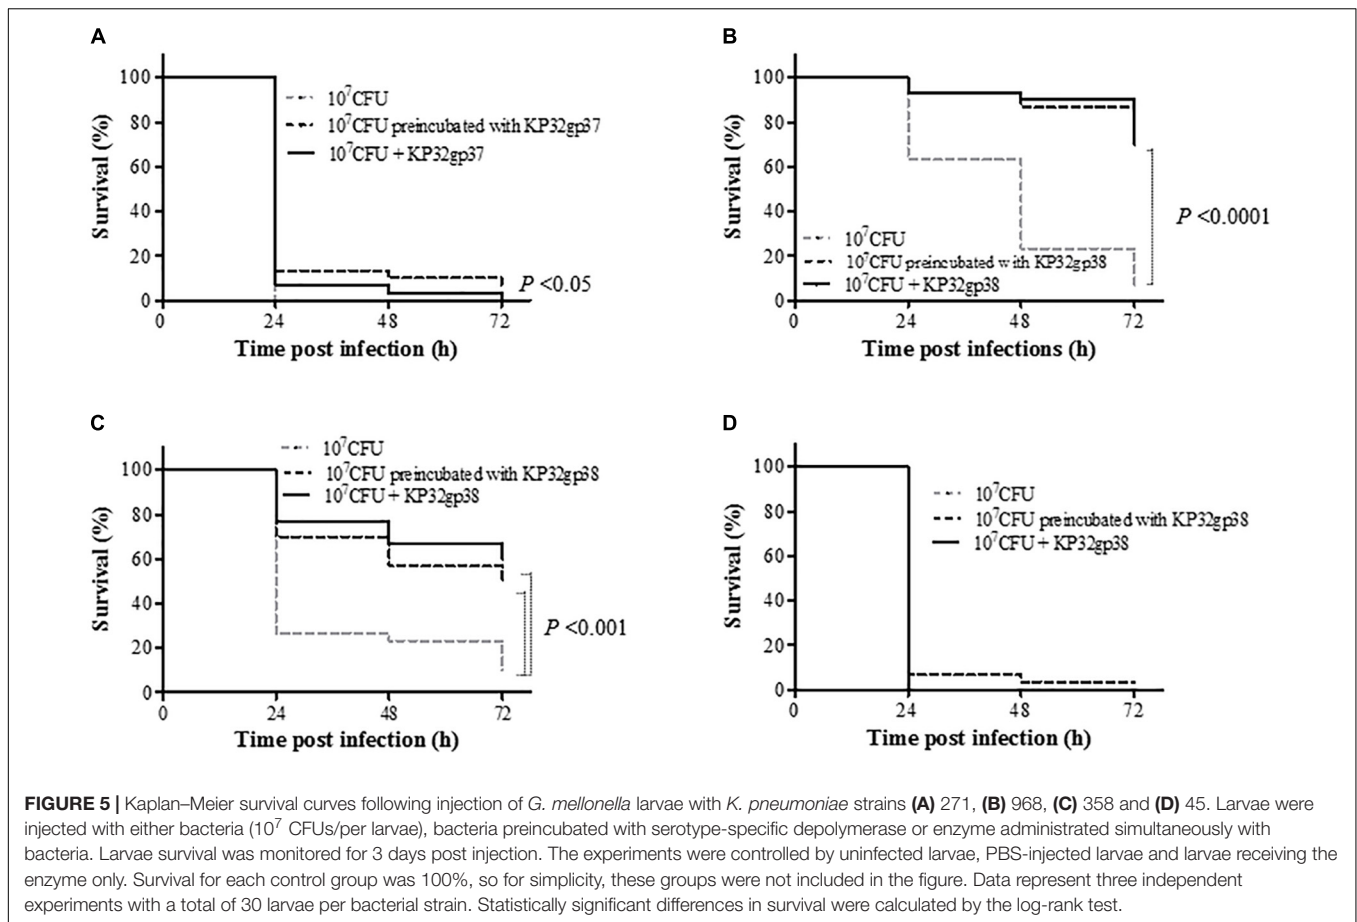 A
100
80
60
40
20
0
Survival (%)
10⁷CFU
10⁷CFU preincubated with KP32gp37
10⁷CFU + KP32gp37
P <0.05
0 24 48 72
Time post infection (h)
B
100
80
60
40
20
0
Survival (%)
10⁷CFU
10⁷CFU preincubated with KP32gp38
10⁷CFU + KP32gp38
P <0.0001
0 24 48 72
Time post infections (h)
C
100
80
60
40
20
0
Survival (%)
10⁷CFU
10⁷CFU preincubated with KP32gp38
10⁷CFU + KP32gp38
P <0.001
0 24 48 72
Time post infection (h)
D
100
80
60
40
20
0
Survival (%)
10⁷CFU
10⁷CFU preincubated with KP32gp38
10⁷CFU + KP32gp38
0 24 48 72
Time post infection (h)
FIGURE 5 | Kaplan–Meier survival curves following injection of G. mellonella larvae with K. pneumoniae strains (A) 271, (B) 968, (C) 358 and (D) 45. Larvae were
injected with either bacteria (10⁷ CFUs/per larvae), bacteria preincubated with serotype-specific depolymerase or enzyme administrated simultaneously with
bacteria. Larvae survival was monitored for 3 days post injection. The experiments were controlled by uninfected larvae, PBS-injected larvae and larvae receiving the
enzyme only. Survival for each control group was 100%, so for simplicity, these groups were not included in the figure. Data represent three independent
experiments with a total of 30 larvae per bacterial strain. Statistically significant differences in survival were calculated by the log-rank test.